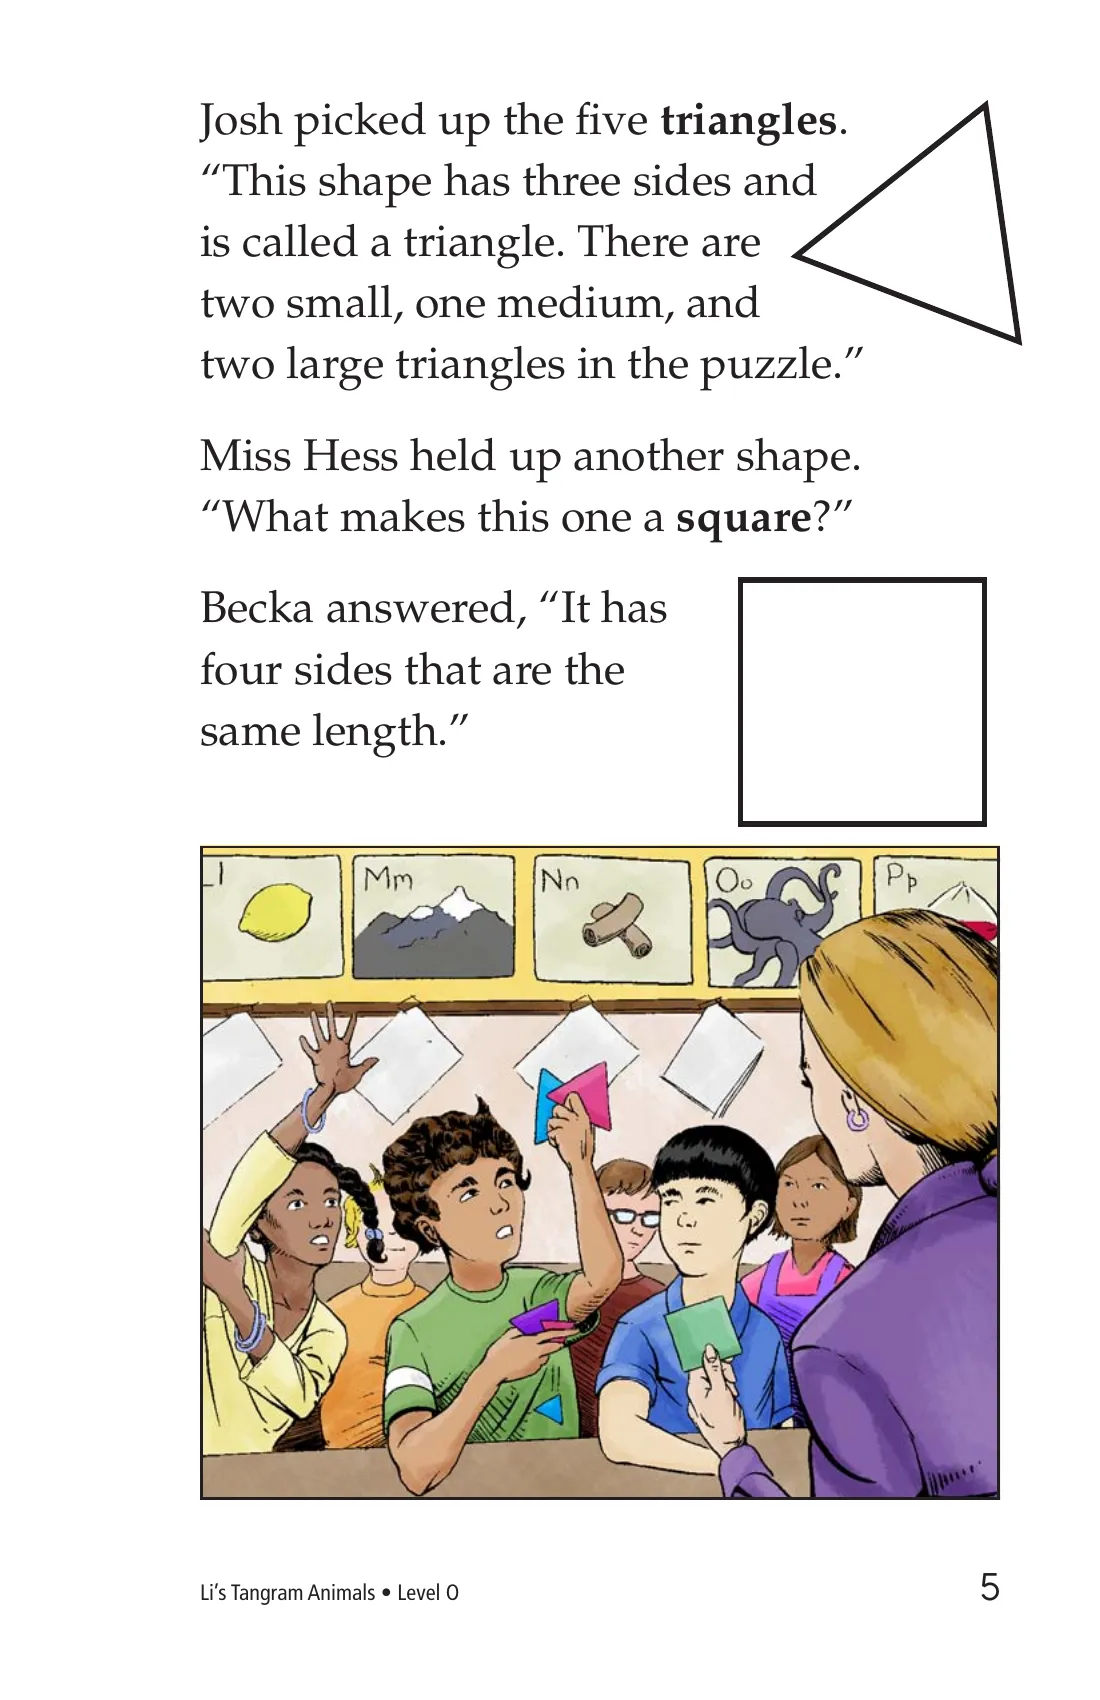 Josh picked up the five triangles.
“This shape has three sides and
is called a triangle. There are
two small, one medium, and
two large triangles in the puzzle.”
Miss Hess held up another shape.
“What makes this one a square?”
Becka answered, “It has
four sides that are the
same length.”
Ll Mm Nn Oo Pp
Li’s Tangram Animals • Level O 5